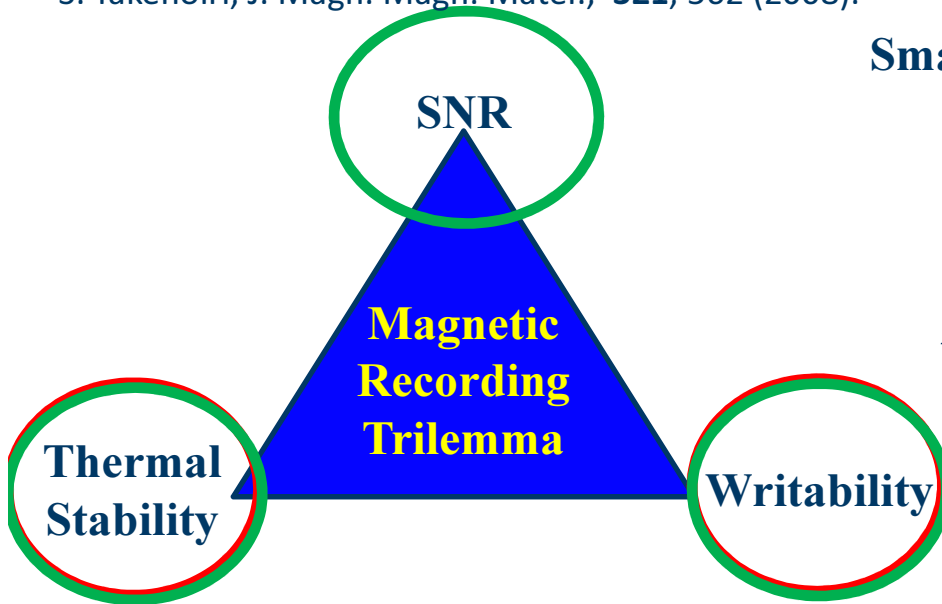 SNR
Magnetic
Recording
Trilemma
Thermal
Stability
Writability